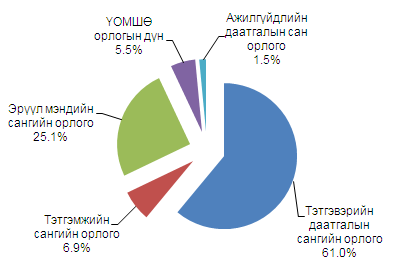 ҮОМШӨ
орлогын дүн
5.5%
Ажилгүйдлийн
даатгалын сан
орлого
1.5%
Эрүүл мэндийн
сангийн орлого
25.1%
Тэтгэмжийн
сангийн орлого
6.9%
Тэтгэвэрийн
даатгалын
сангийн орлого
61.0%